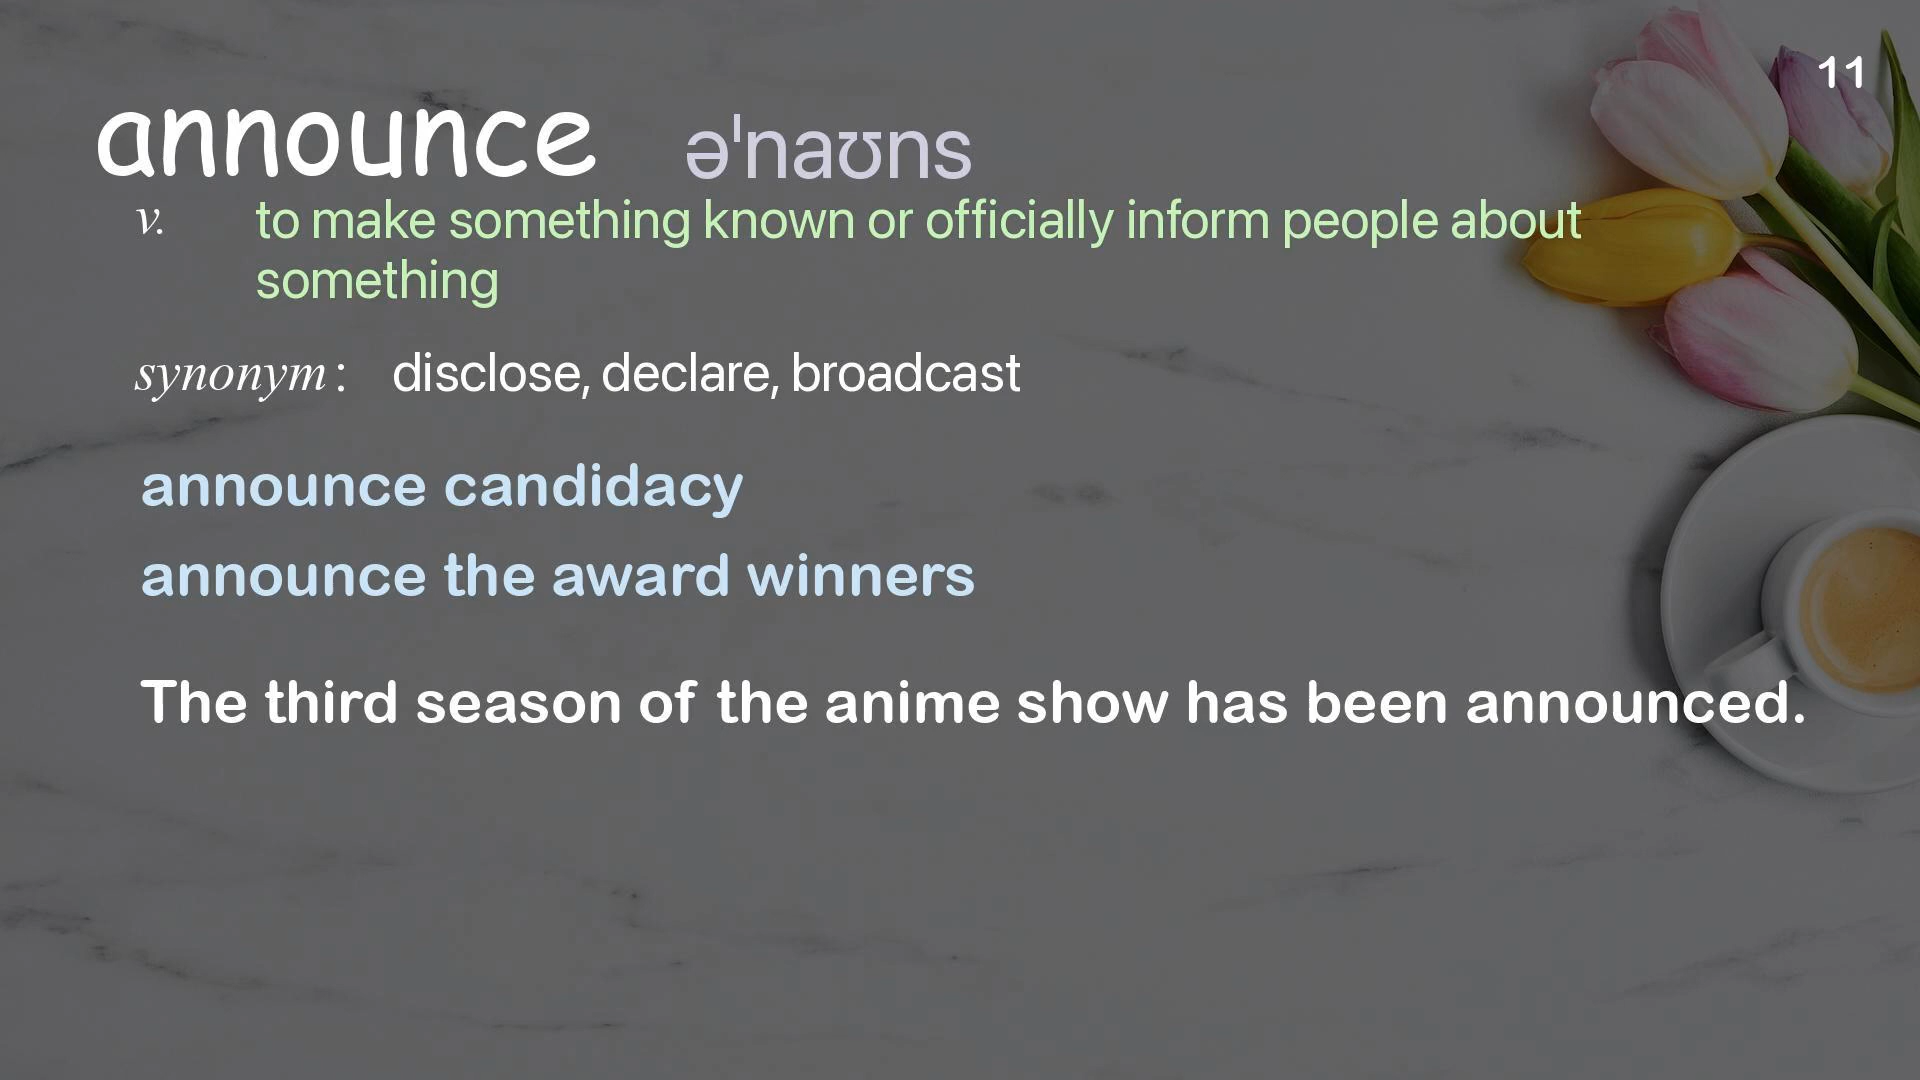 11
announce əˈnaʊns
v. to make something known or officially inform people about
something
synonym : disclose, declare, broadcast
announce candidacy
announce the award winners
The third season of the anime show has been announced.